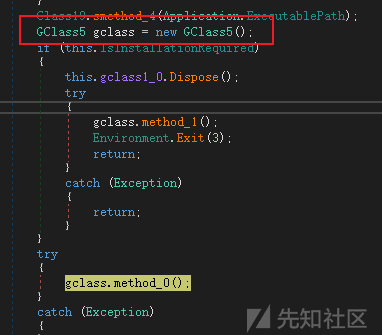 }
Class19.smethod_4(Application.ExecutablePath);
GClass5 gclass = new GClass5();
if (this.IsInstallationRequired)
{
this.gclass1_0.Dispose();
try
{
gclass.method_1();
Environment.Exit(3);
return;
}
catch (Exception)
{
return;
}
}
try
{
gclass.method_0();
}
catch (Exception)
{
先知社区